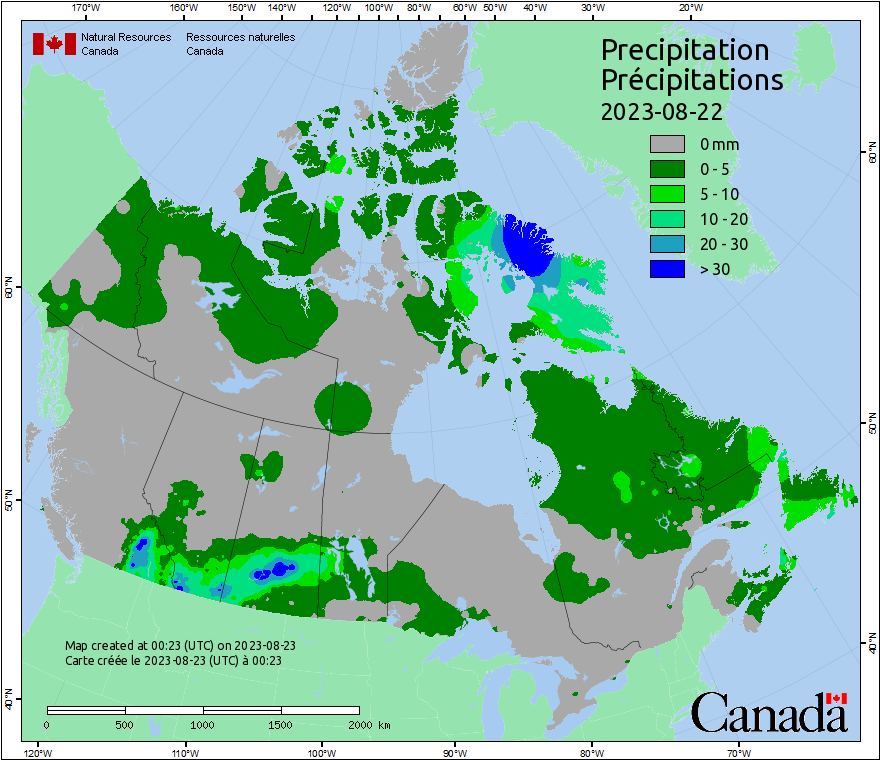 170°W 160°W 150°W 140°W 120°W 100°W 80°W 60°W 50°W 40°W 30°W 20°W
Natural Resources Canada
Ressources naturelles Canada
Precipitation
Précipitations
2023-08-22
0 mm
0 - 5
5 - 10
10 - 20
20 - 30
> 30
60°N
50°N
40°N
60°N
50°N
40°N
Map created at 00:23 (UTC) on 2023-08-23
Carte créée le 2023-08-23 (UTC) à 00:23
0 500 1000 1500 2000 km
Canada
120°W 110°W 100°W 90°W 80°W 70°W